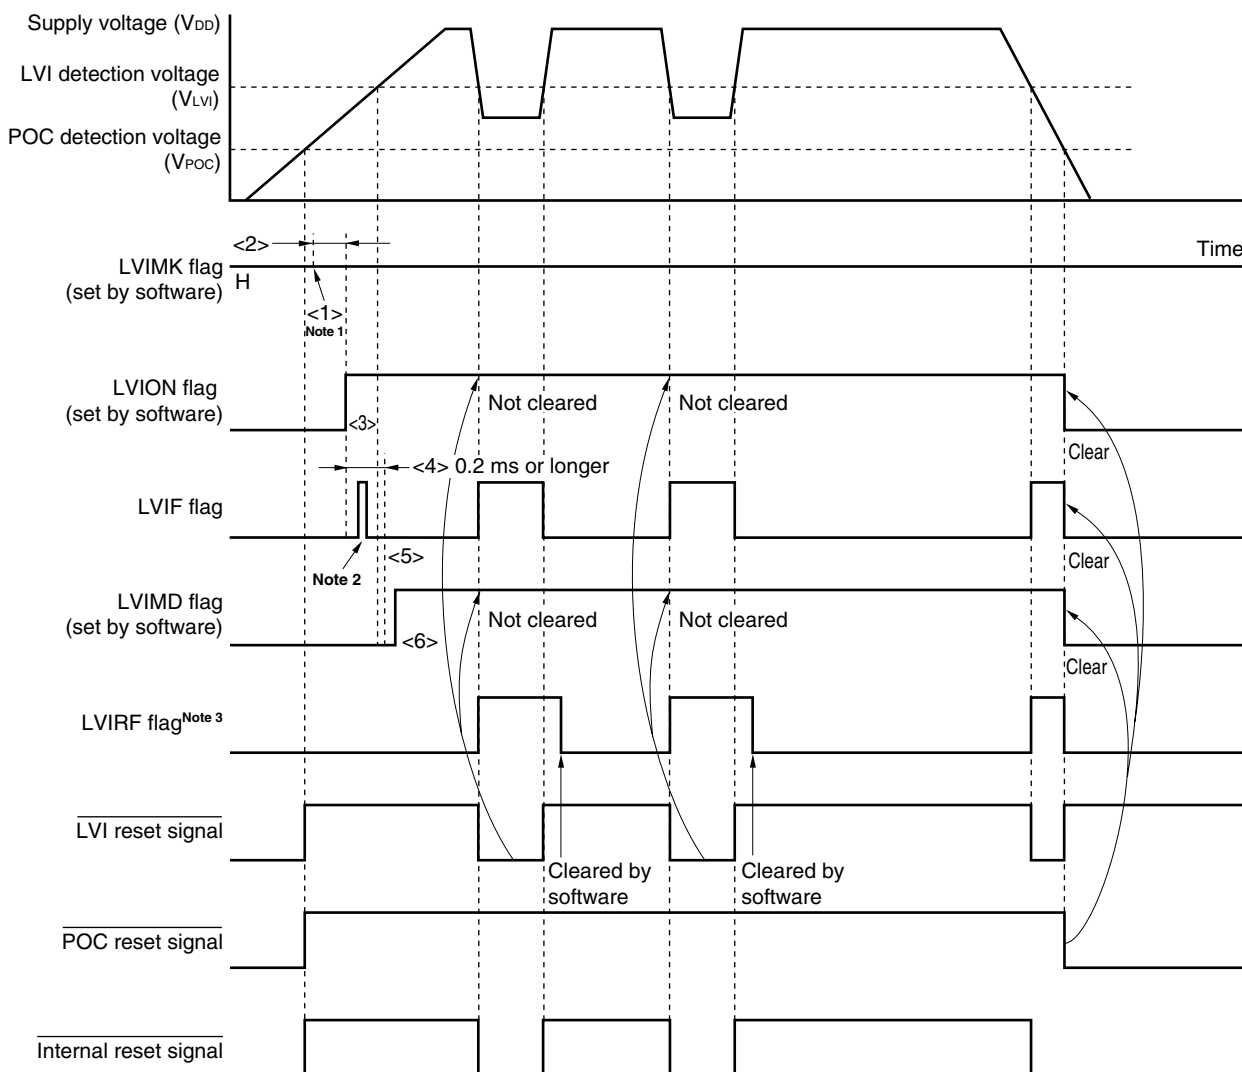 Supply voltage (VDD)
LVI detection voltage
(VLVI)
POC detection voltage
(VPOC)
<2>
Time
LVIMK flag
(set by software)
H
<1>
Note 1
LVION flag
(set by software)
Not cleared
Not cleared
<3>
Clear
<4> 0.2 ms or longer
LVIF flag
<5>
Clear
Note 2
LVIMD flag
(set by software)
Not cleared
Not cleared
<6>
Clear
LVIRF flagNote 3
LVI reset signal
Cleared by
software
Cleared by
software
POC reset signal
Internal reset signal